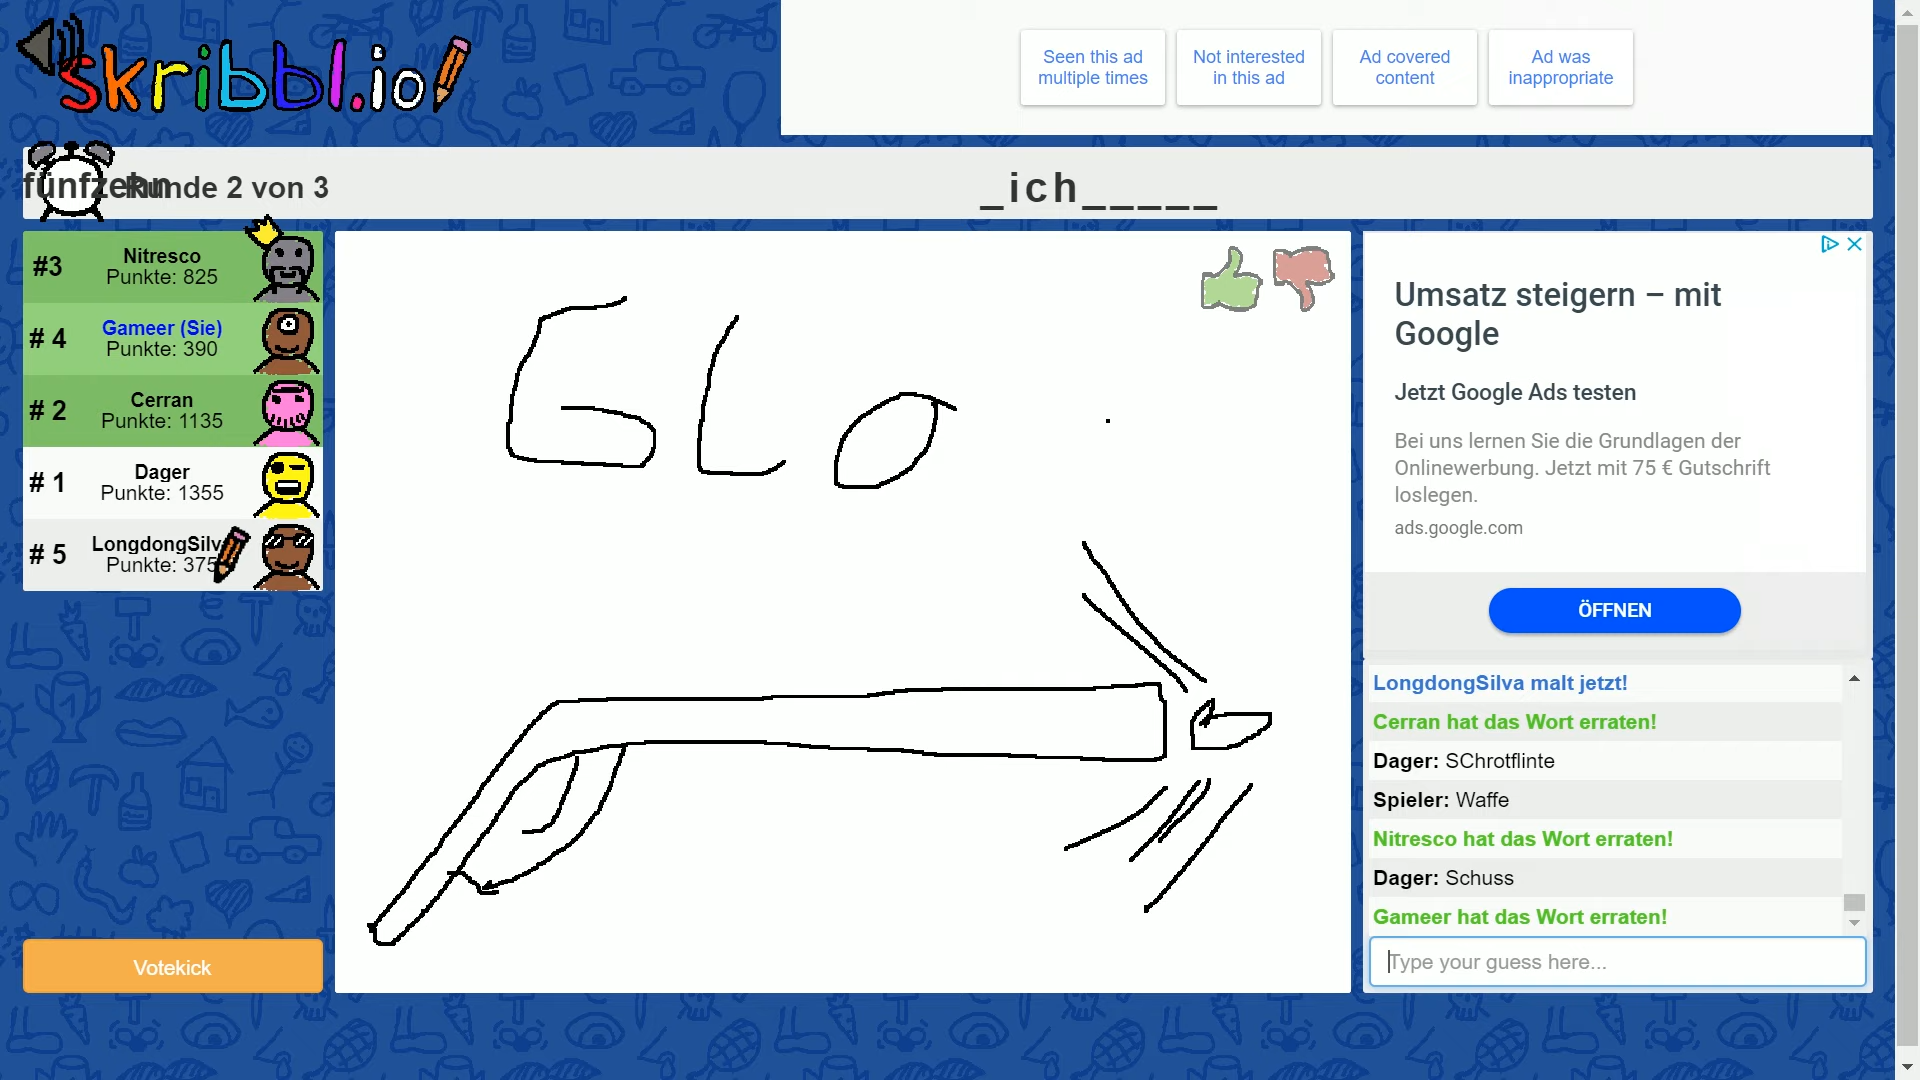 skribbl.io
Seen this ad
multiple times
Not interested
in this ad
Ad covered
content
Ad was
inappropriate
fünfzehn
Runde 2 von 3
_ich_____
#3
Nitresco
Punkte: 825
# 4
Gameer (Sie)
Punkte: 390
# 2
Cerran
Punkte: 1135
# 1
Dager
Punkte: 1355
# 5
LongdongSilv
Punkte: 375
Votekick
GLO
Umsatz steigern – mit
Google
Jetzt Google Ads testen
Bei uns lernen Sie die Grundlagen der
Onlinewerbung. Jetzt mit 75 € Gutschrift
loslegen.
ads.google.com
ÖFFNEN
LongdongSilva malt jetzt!
Cerran hat das Wort erraten!
Dager: SChrotflinte
Spieler: Waffe
Nitresco hat das Wort erraten!
Dager: Schuss
Gameer hat das Wort erraten!
Type your guess here...